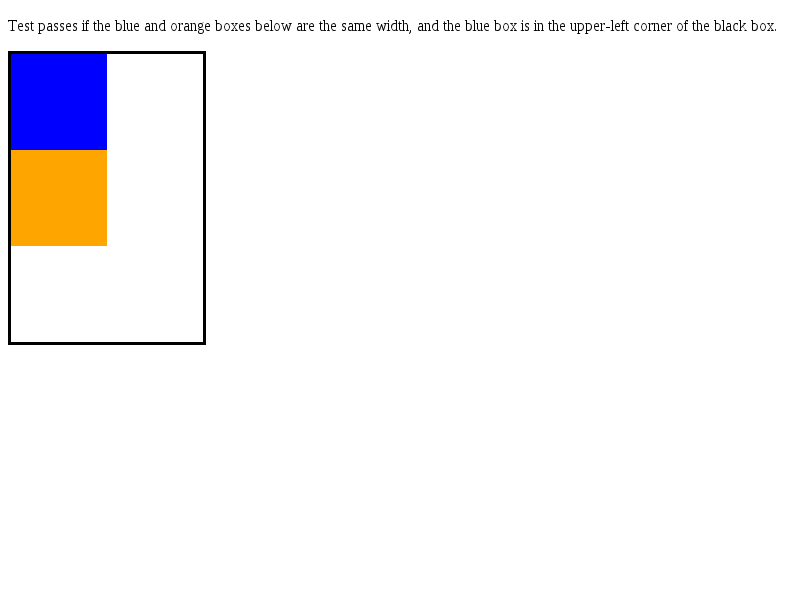 Test passes if the blue and orange boxes below are the same width, and the blue box is in the upper-left corner of the black box.